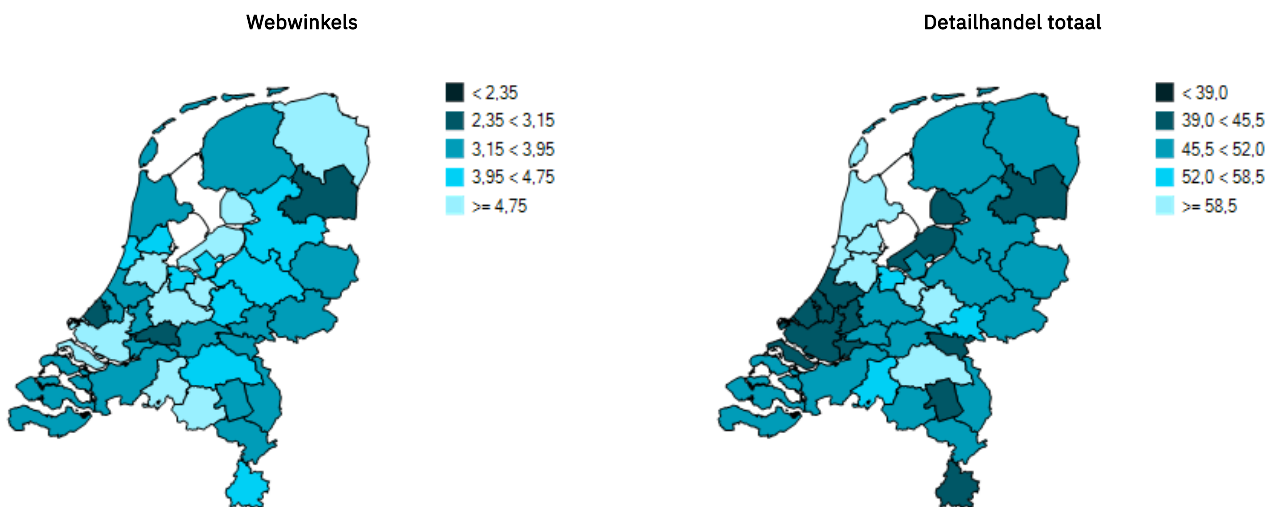 Webwinkels
< 2,35
2,35 < 3,15
3,15 < 3,95
3,95 < 4,75
>= 4,75
Detailhandel totaal
< 39,0
39,0 < 45,5
45,5 < 52,0
52,0 < 58,5
>= 58,5